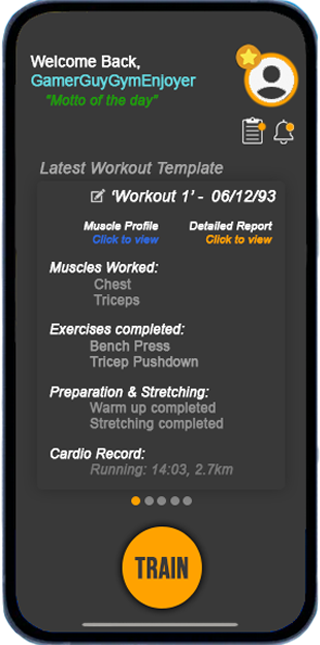 Welcome Back,
GamerGuyGymEnjoyer
"Motto of the day"
Latest Workout Template
'Workout 1' - 06/12/93
Muscle Profile Detailed Report
Click to view Click to view
Muscles Worked:
Chest
Triceps
Exercises completed:
Bench Press
Tricep Pushdown
Preparation & Stretching:
Warm up completed
Stretching completed
Cardio Record:
Running: 14:03, 2.7km
TRAIN